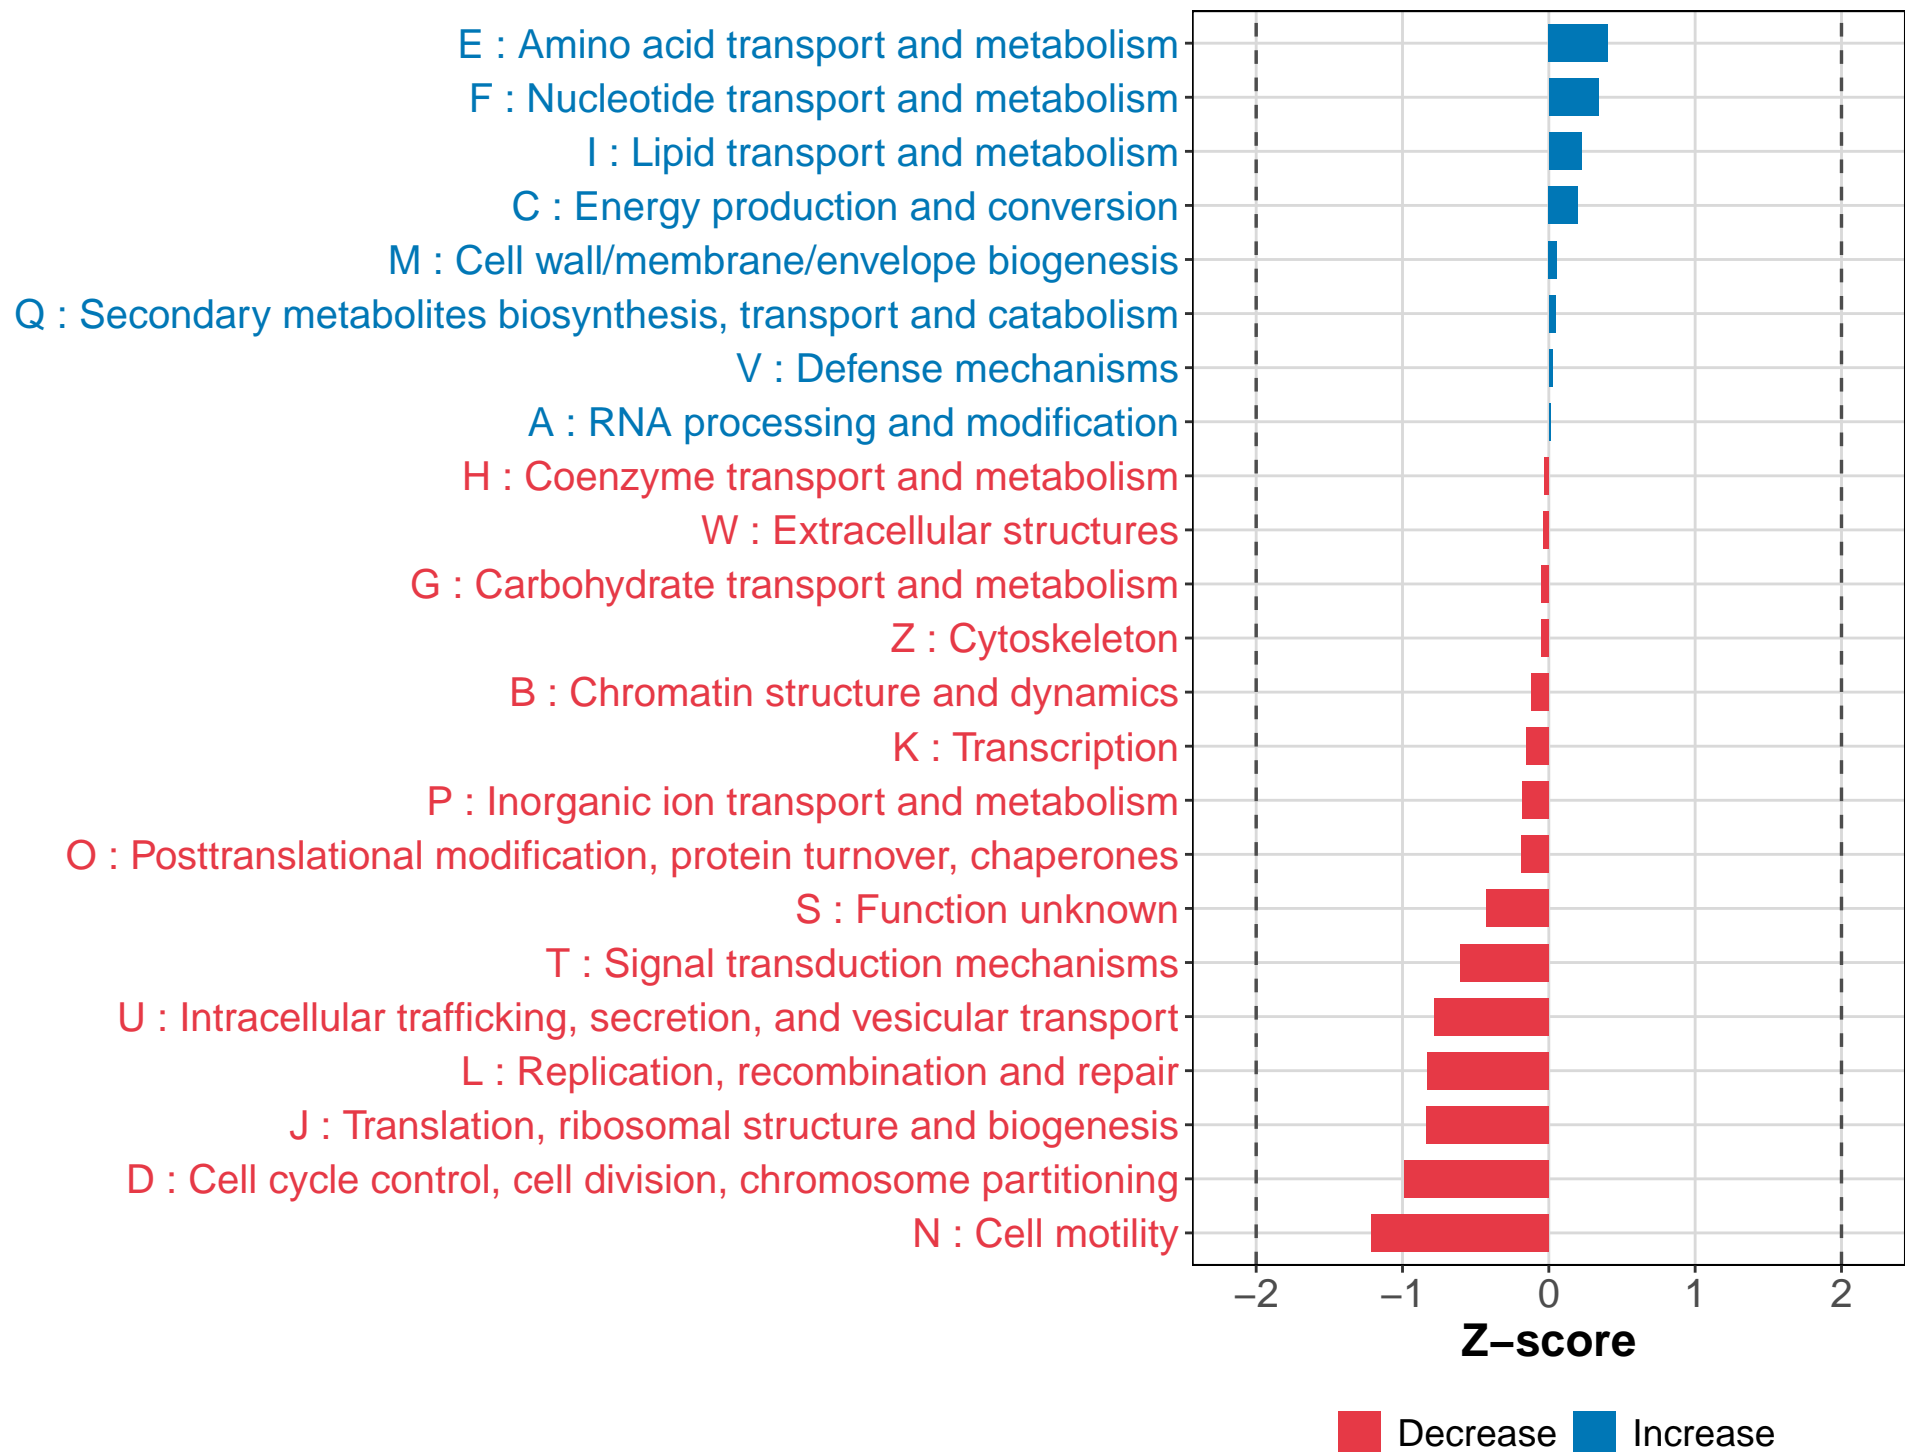 E : Amino acid transport and metabolism
F : Nucleotide transport and metabolism
I : Lipid transport and metabolism
C : Energy production and conversion
M : Cell wall/membrane/envelope biogenesis
Q : Secondary metabolites biosynthesis, transport and catabolism
V : Defense mechanisms
A : RNA processing and modification
H : Coenzyme transport and metabolism
W : Extracellular structures
G : Carbohydrate transport and metabolism
Z : Cytoskeleton
B : Chromatin structure and dynamics
K : Transcription
P : Inorganic ion transport and metabolism
O : Posttranslational modification, protein turnover, chaperones
S : Function unknown
T : Signal transduction mechanisms
U : Intracellular trafficking, secretion, and vesicular transport
L : Replication, recombination and repair
J : Translation, ribosomal structure and biogenesis
D : Cell cycle control, cell division, chromosome partitioning
N : Cell motility
−2 −1 0 1 2
Z−score
Decrease Increase